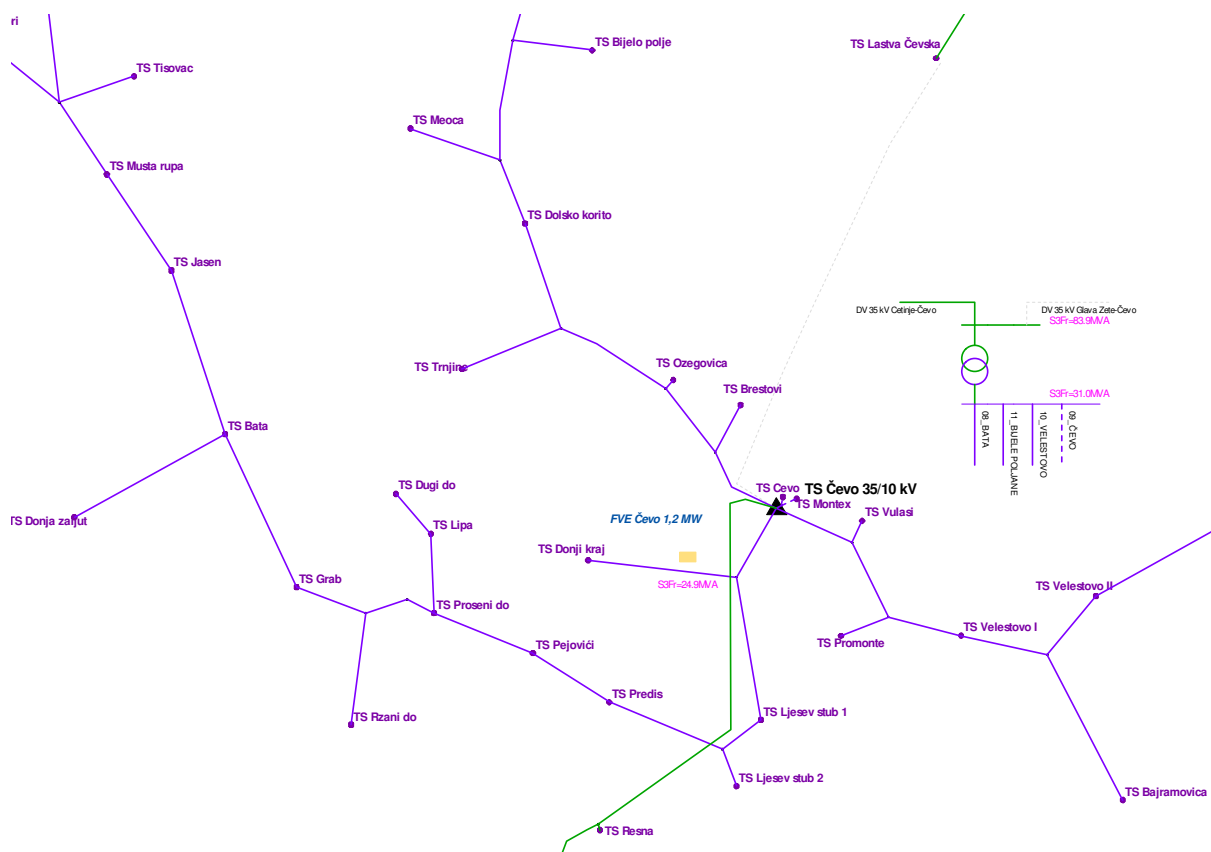 ri
TS Bijelo polje
TS Lastva Čevska
TS Tisovac
TS Meoca
TS Musta rupa
TS Dolsko korito
TS Jasen
DV 35 kV Cetinje-Čevo
DV 35 kV Glava Zete-Čevo
S3Fr=83.9MVA
TS Ozegovica
TS Trnjine
TS Brestovi
S3Fr=31.0MVA
08_BATA
11_BIJELE POLJANE
10_VELESTOVO
09_ČEVO
TS Bata
TS Dugi do
TS Cevo
TS Čevo 35/10 kV
TS Montex
TS Vulasi
FVE Čevo 1,2 MW
TS Donja zaljut
TS Lipa
TS Donji kraj
S3Fr=24.9MVA
TS Grab
TS Velestovo II
TS Proseni do
TS Velestovo I
TS Pejovići
TS Promonte
TS Predis
TS Rzani do
TS Ljesev stub 1
TS Ljesev stub 2
TS Bajramovica
TS Resna